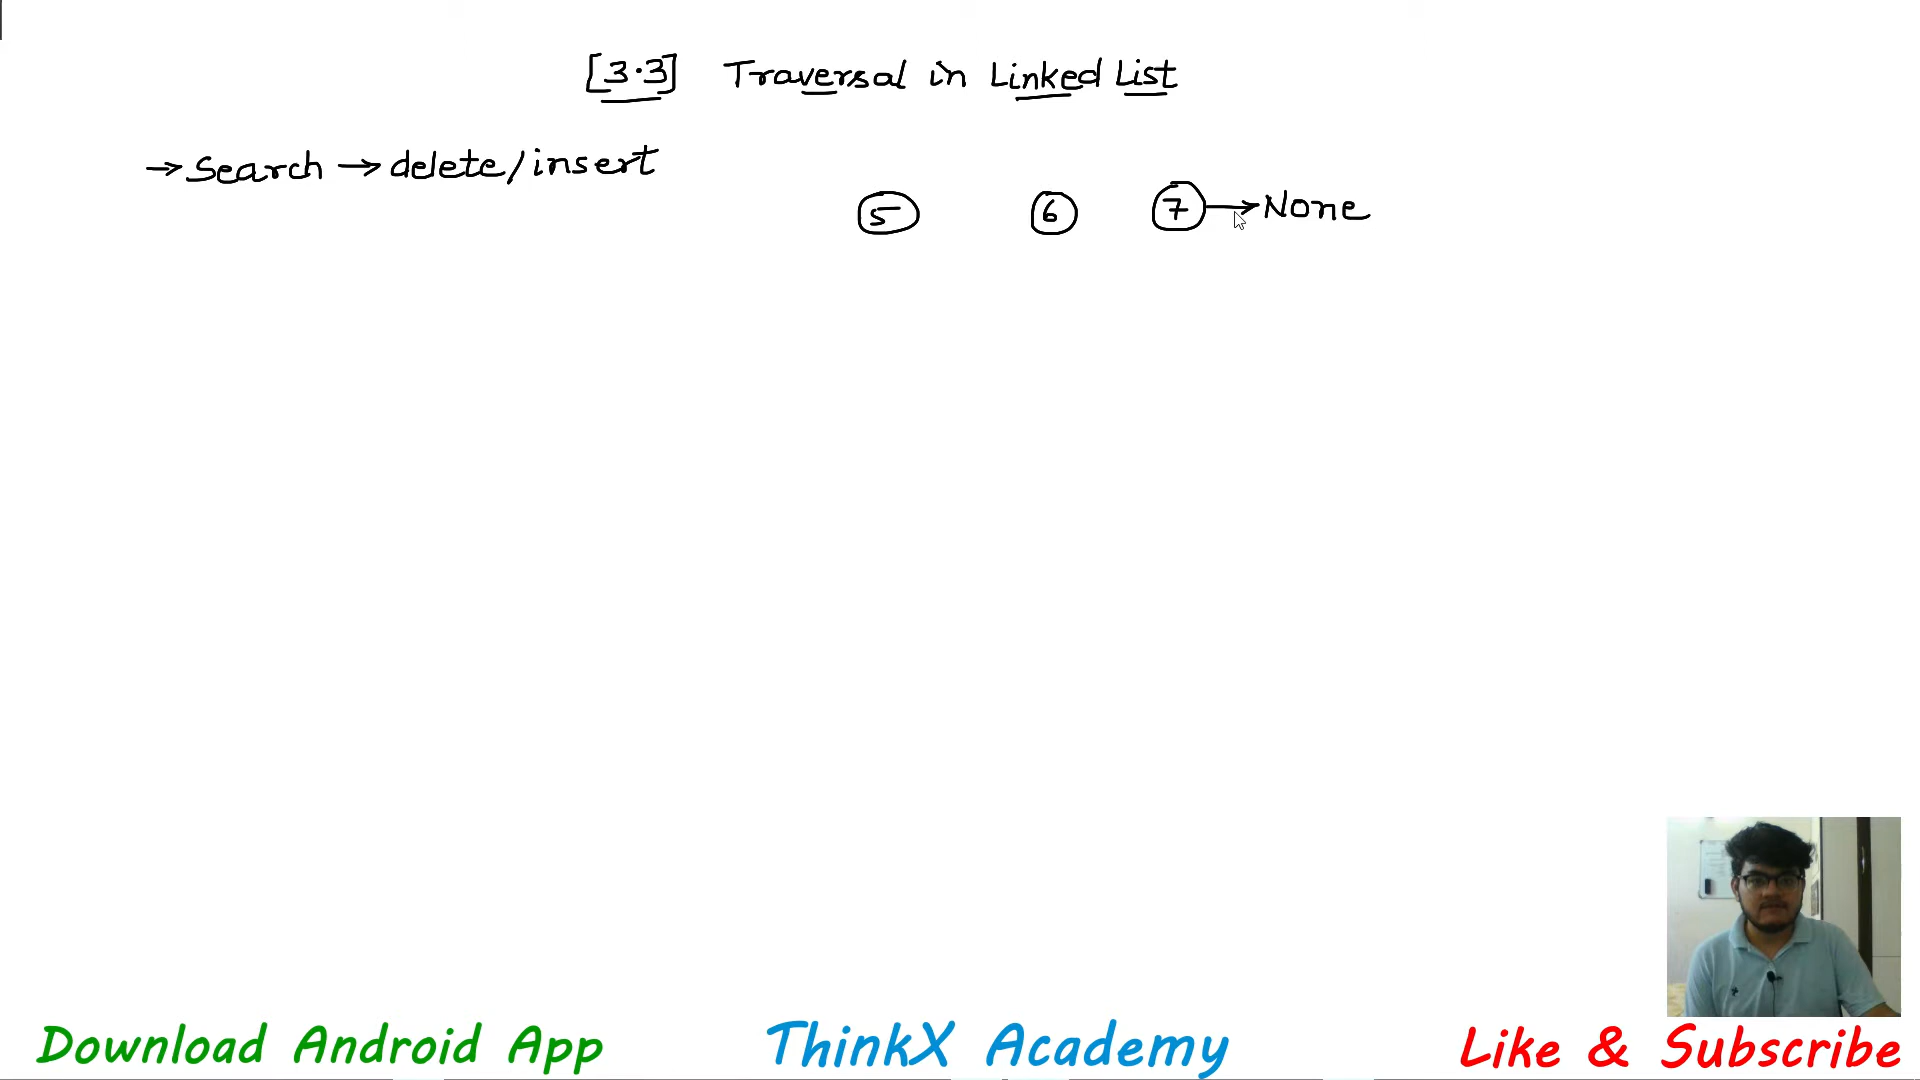 [3.3] Traversal in Linked List
→ Search → delete/insert
5 6 7 → None
Download Android App ThinkX Academy Like & Subscribe